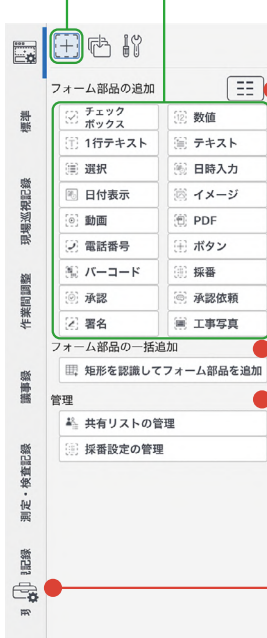 フォーム部品の追加
チェックボックス
数値
1行テキスト
テキスト
選択
日時入力
日付表示
イメージ
動画
PDF
電話番号
ボタン
バーコード
採番
承認
承認依頼
署名
工事写真
フォーム部品の一括追加
矩形を認識してフォーム部品を追加
管理
共有リストの管理
採番設定の管理
標準
現場巡視記録
作業間調整
議事録
測定・検査記録
記録